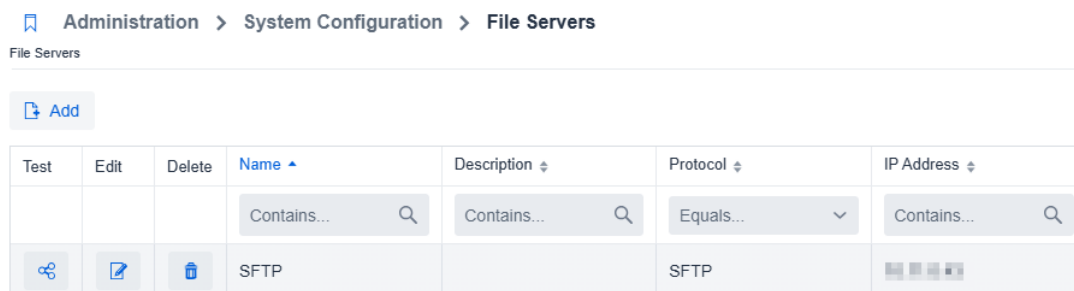 Administration > System Configuration > File Servers
File Servers
Add
Test Edit Delete Name Description Protocol IP Address
Contains... Contains... Equals... Contains...
SFTP SFTP